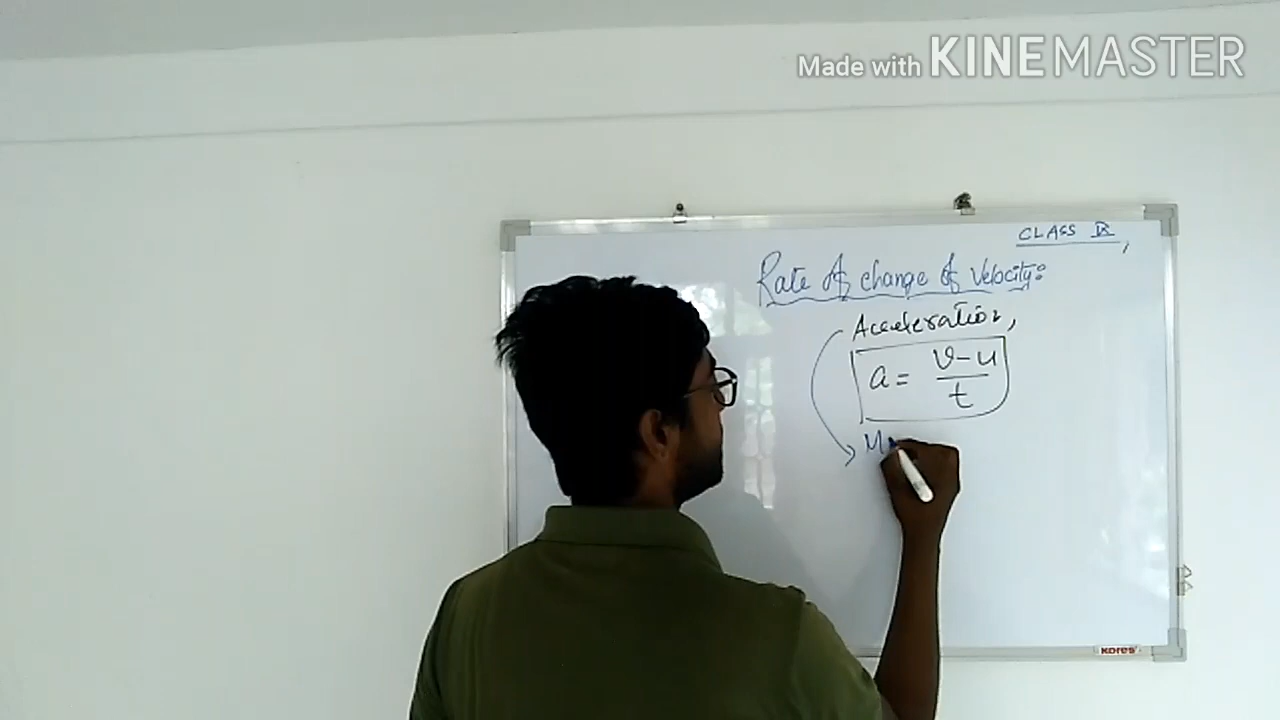 Made with KINEMASTER
CLASS IX,
Rate of change of Velocity:
Acceleration,
a = v-u
t
M
KORES